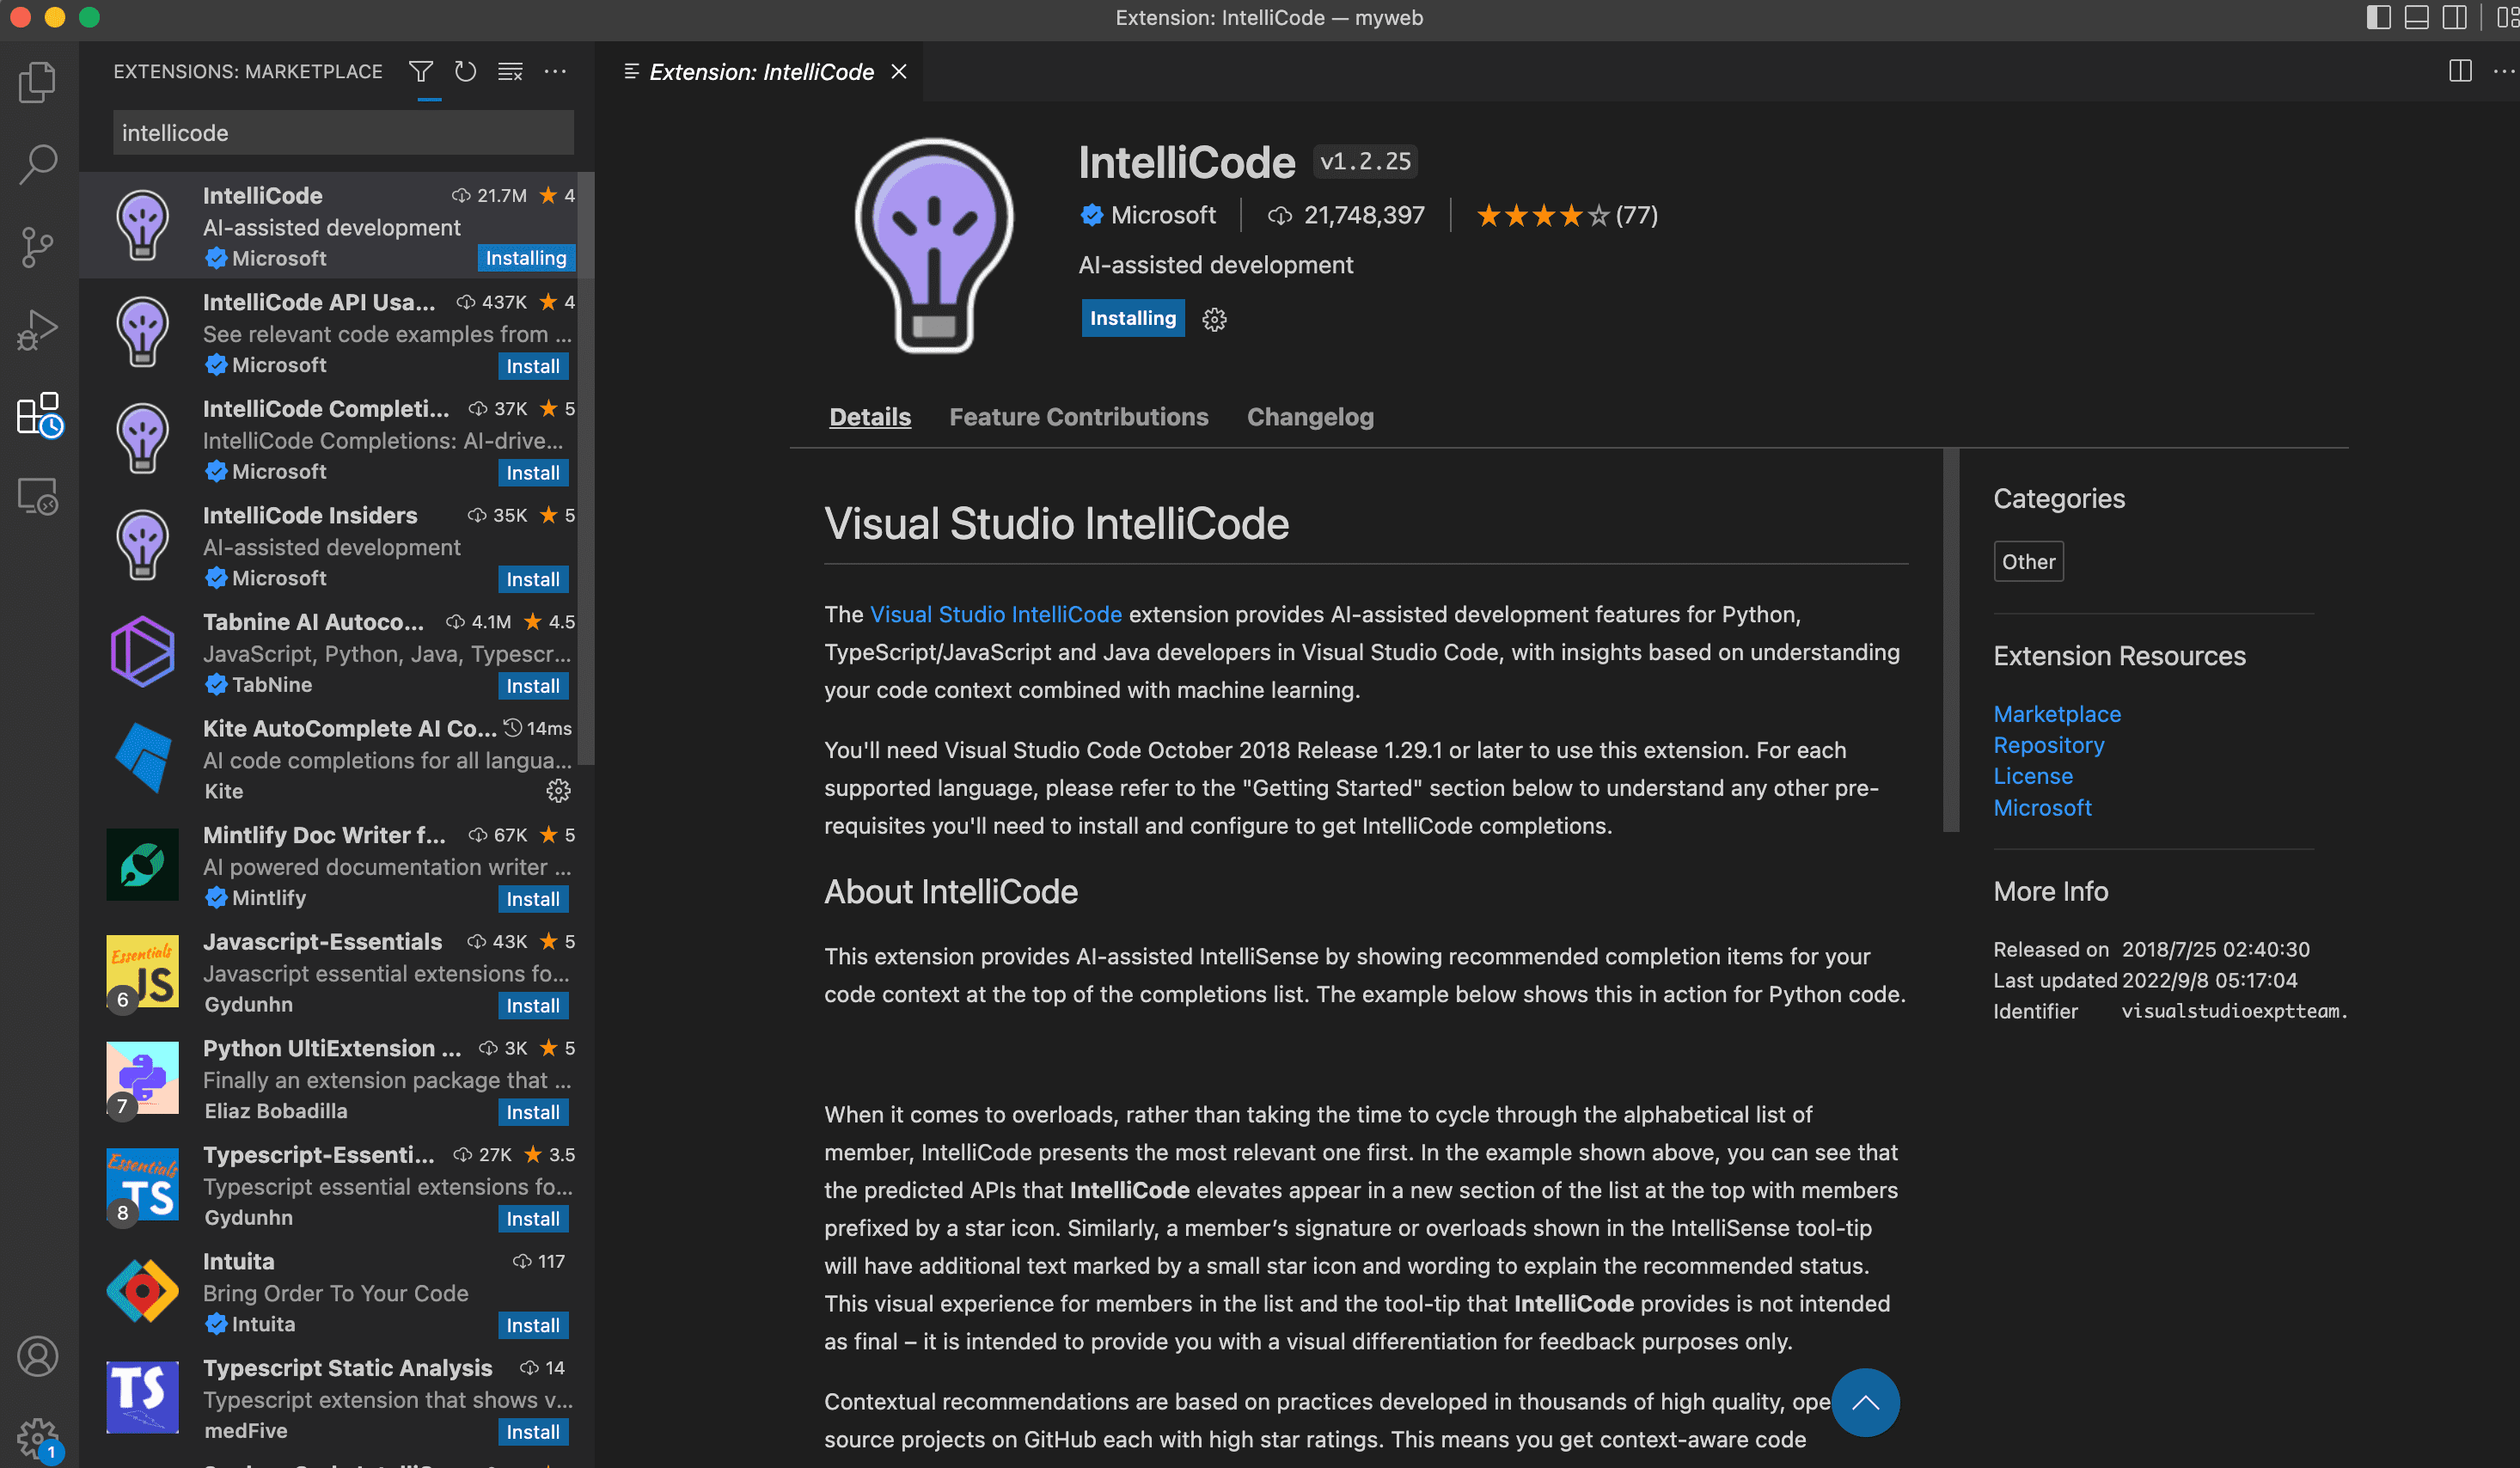 Extension: IntelliCode — myweb
EXTENSIONS: MARKETPLACE
intellicode
IntelliCode 21.7M 4
AI-assisted development
Microsoft Installing
IntelliCode API Usa... 437K 4
See relevant code examples from ...
Microsoft Install
IntelliCode Completi... 37K 5
IntelliCode Completions: AI-drive...
Microsoft Install
IntelliCode Insiders 35K 5
AI-assisted development
Microsoft Install
Tabnine AI Autoco... 4.1M 4.5
JavaScript, Python, Java, Typescr...
TabNine Install
Kite AutoComplete AI Co... 14ms
AI code completions for all langua...
Kite
Mintlify Doc Writer f... 67K 5
AI powered documentation writer ...
Mintlify Install
Essentials
JS
6
Javascript-Essentials 43K 5
Javascript essential extensions fo...
Gydunhn Install
7
Python UltiExtension ... 3K 5
Finally an extension package that ...
Eliaz Bobadilla Install
Essentials
TS
8
Typescript-Essenti... 27K 3.5
Typescript essential extensions fo...
Gydunhn Install
Intuita 117
Bring Order To Your Code
Intuita Install
TS
Typescript Static Analysis 14
Typescript extension that shows v...
medFive Install
1
Extension: IntelliCode
IntelliCode v1.2.25
Microsoft 21,748,397 (77)
AI-assisted development
Installing
Details Feature Contributions Changelog
Visual Studio IntelliCode
The Visual Studio IntelliCode extension provides AI-assisted development features for Python,
TypeScript/JavaScript and Java developers in Visual Studio Code, with insights based on understanding
your code context combined with machine learning.
You'll need Visual Studio Code October 2018 Release 1.29.1 or later to use this extension. For each
supported language, please refer to the "Getting Started" section below to understand any other pre-
requisites you'll need to install and configure to get IntelliCode completions.
About IntelliCode
This extension provides AI-assisted IntelliSense by showing recommended completion items for your
code context at the top of the completions list. The example below shows this in action for Python code.
When it comes to overloads, rather than taking the time to cycle through the alphabetical list of
member, IntelliCode presents the most relevant one first. In the example shown above, you can see that
the predicted APIs that IntelliCode elevates appear in a new section of the list at the top with members
prefixed by a star icon. Similarly, a member’s signature or overloads shown in the IntelliSense tool-tip
will have additional text marked by a small star icon and wording to explain the recommended status.
This visual experience for members in the list and the tool-tip that IntelliCode provides is not intended
as final – it is intended to provide you with a visual differentiation for feedback purposes only.
Contextual recommendations are based on practices developed in thousands of high quality, ope
source projects on GitHub each with high star ratings. This means you get context-aware code
Categories
Other
Extension Resources
Marketplace
Repository
License
Microsoft
More Info
Released on 2018/7/25 02:40:30
Last updated 2022/9/8 05:17:04
Identifier visualstudioexptteam.